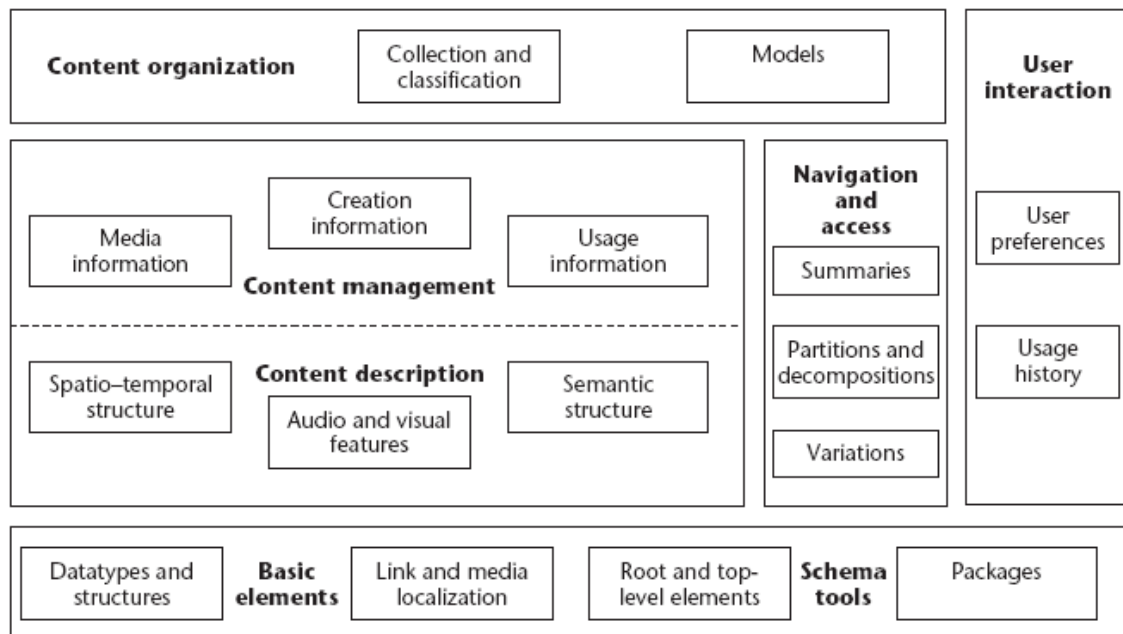 Content organization
Collection and
classification
Models
User
interaction
User
preferences
Usage
history
Media
information
Creation
information
Usage
information
Content management
Spatio–temporal
structure
Content description
Audio and visual
features
Semantic
structure
Navigation
and
access
Summaries
Partitions and
decompositions
Variations
Datatypes and
structures
Basic
elements
Link and media
localization
Root and top-
level elements
Schema
tools
Packages